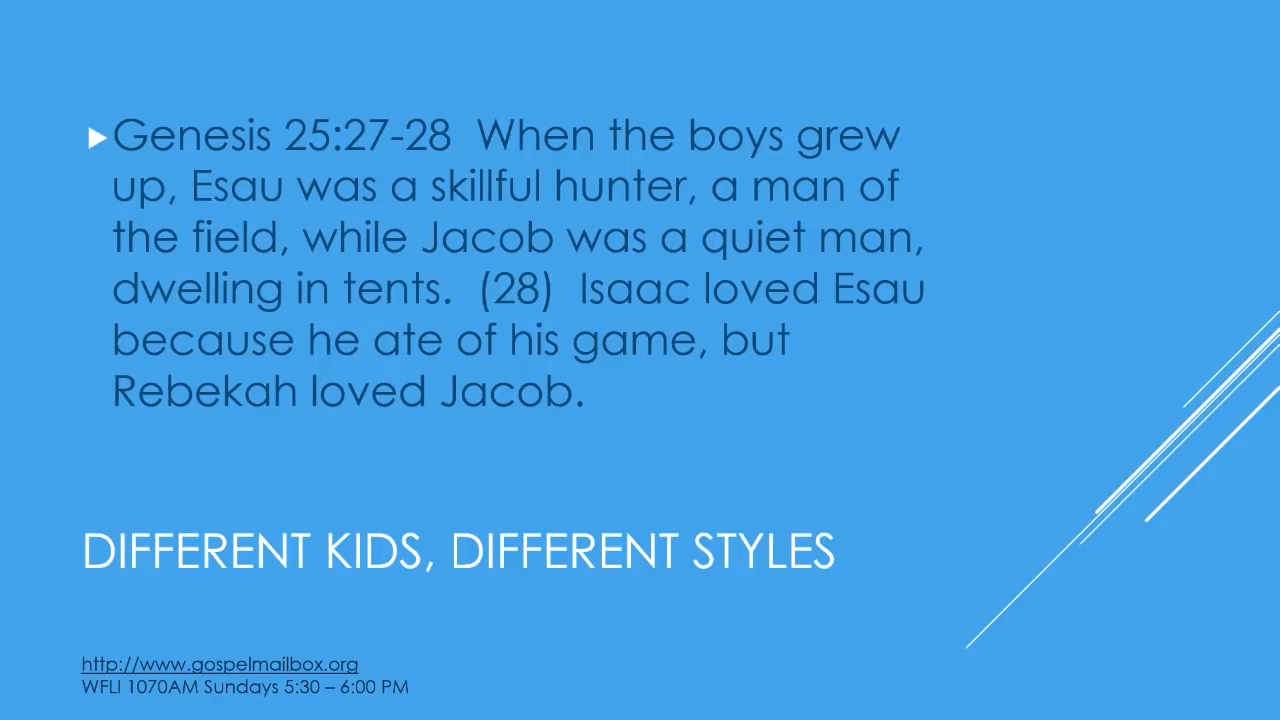 Genesis 25:27-28  When the boys grew
up, Esau was a skillful hunter, a man of
the field, while Jacob was a quiet man,
dwelling in tents.  (28)  Isaac loved Esau
because he ate of his game, but
Rebekah loved Jacob.
DIFFERENT KIDS, DIFFERENT STYLES
http://www.gospelmailbox.org
WFLI 1070AM Sundays 5:30 – 6:00 PM